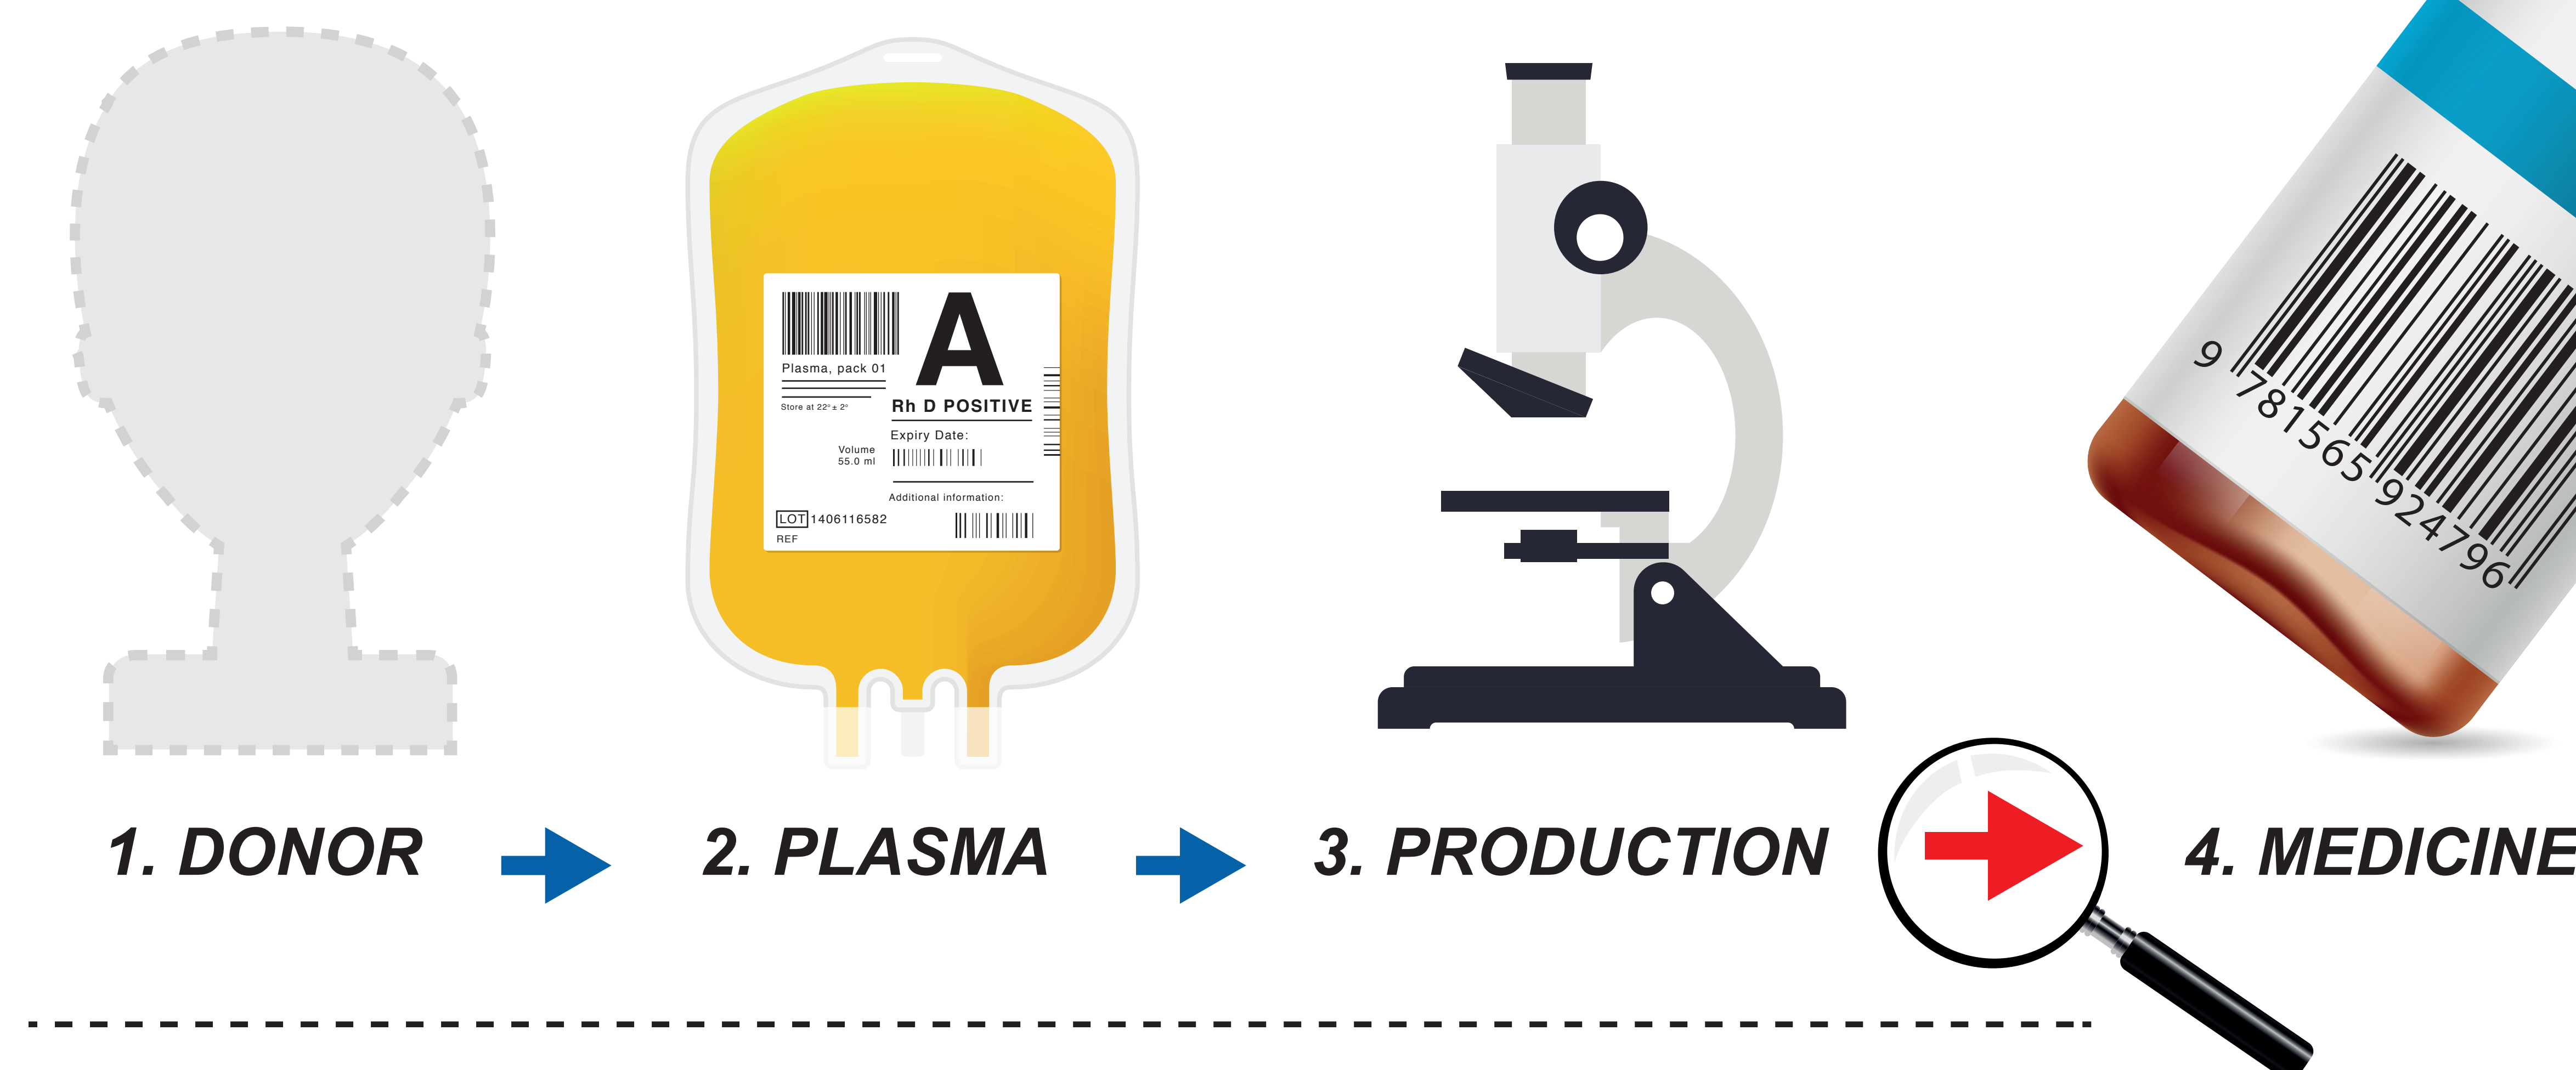 Plasma, pack 01
Store at 22°± 2°
A
Rh D POSITIVE
Expiry Date:
Volume
55.0 ml
Additional information:
LOT 1406116582
REF
9 781565 924796
1. DONOR
2. PLASMA
3. PRODUCTION
4. MEDICINE